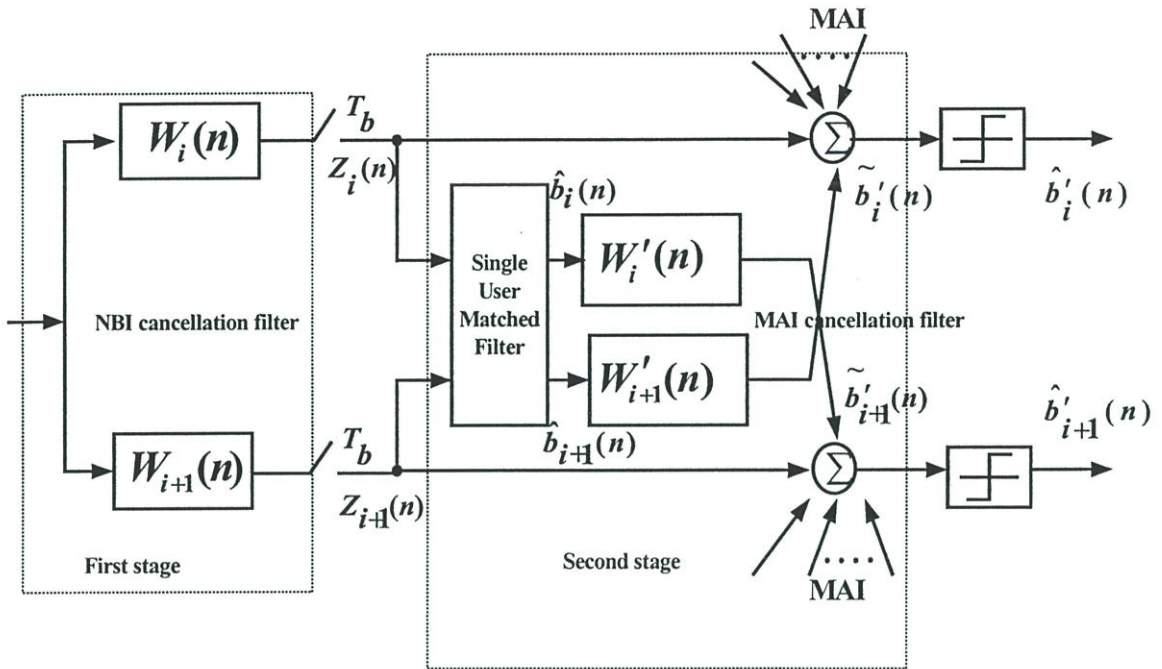 MAI
....
T_b
W_i(n)
Z_i(n)
Σ
b̃'_i(n)
b̂'_i(n)
b̂_i(n)
Single
User
Matched
Filter
W_i'(n)
NBI cancellation filter
MAI cancellation filter
W'_{i+1}(n)
b̃'_{i+1}(n)
b̂'_{i+1}(n)
b̂_{i+1}(n)
T_b
W_{i+1}(n)
Z_{i+1}(n)
Σ
First stage
Second stage
....
MAI